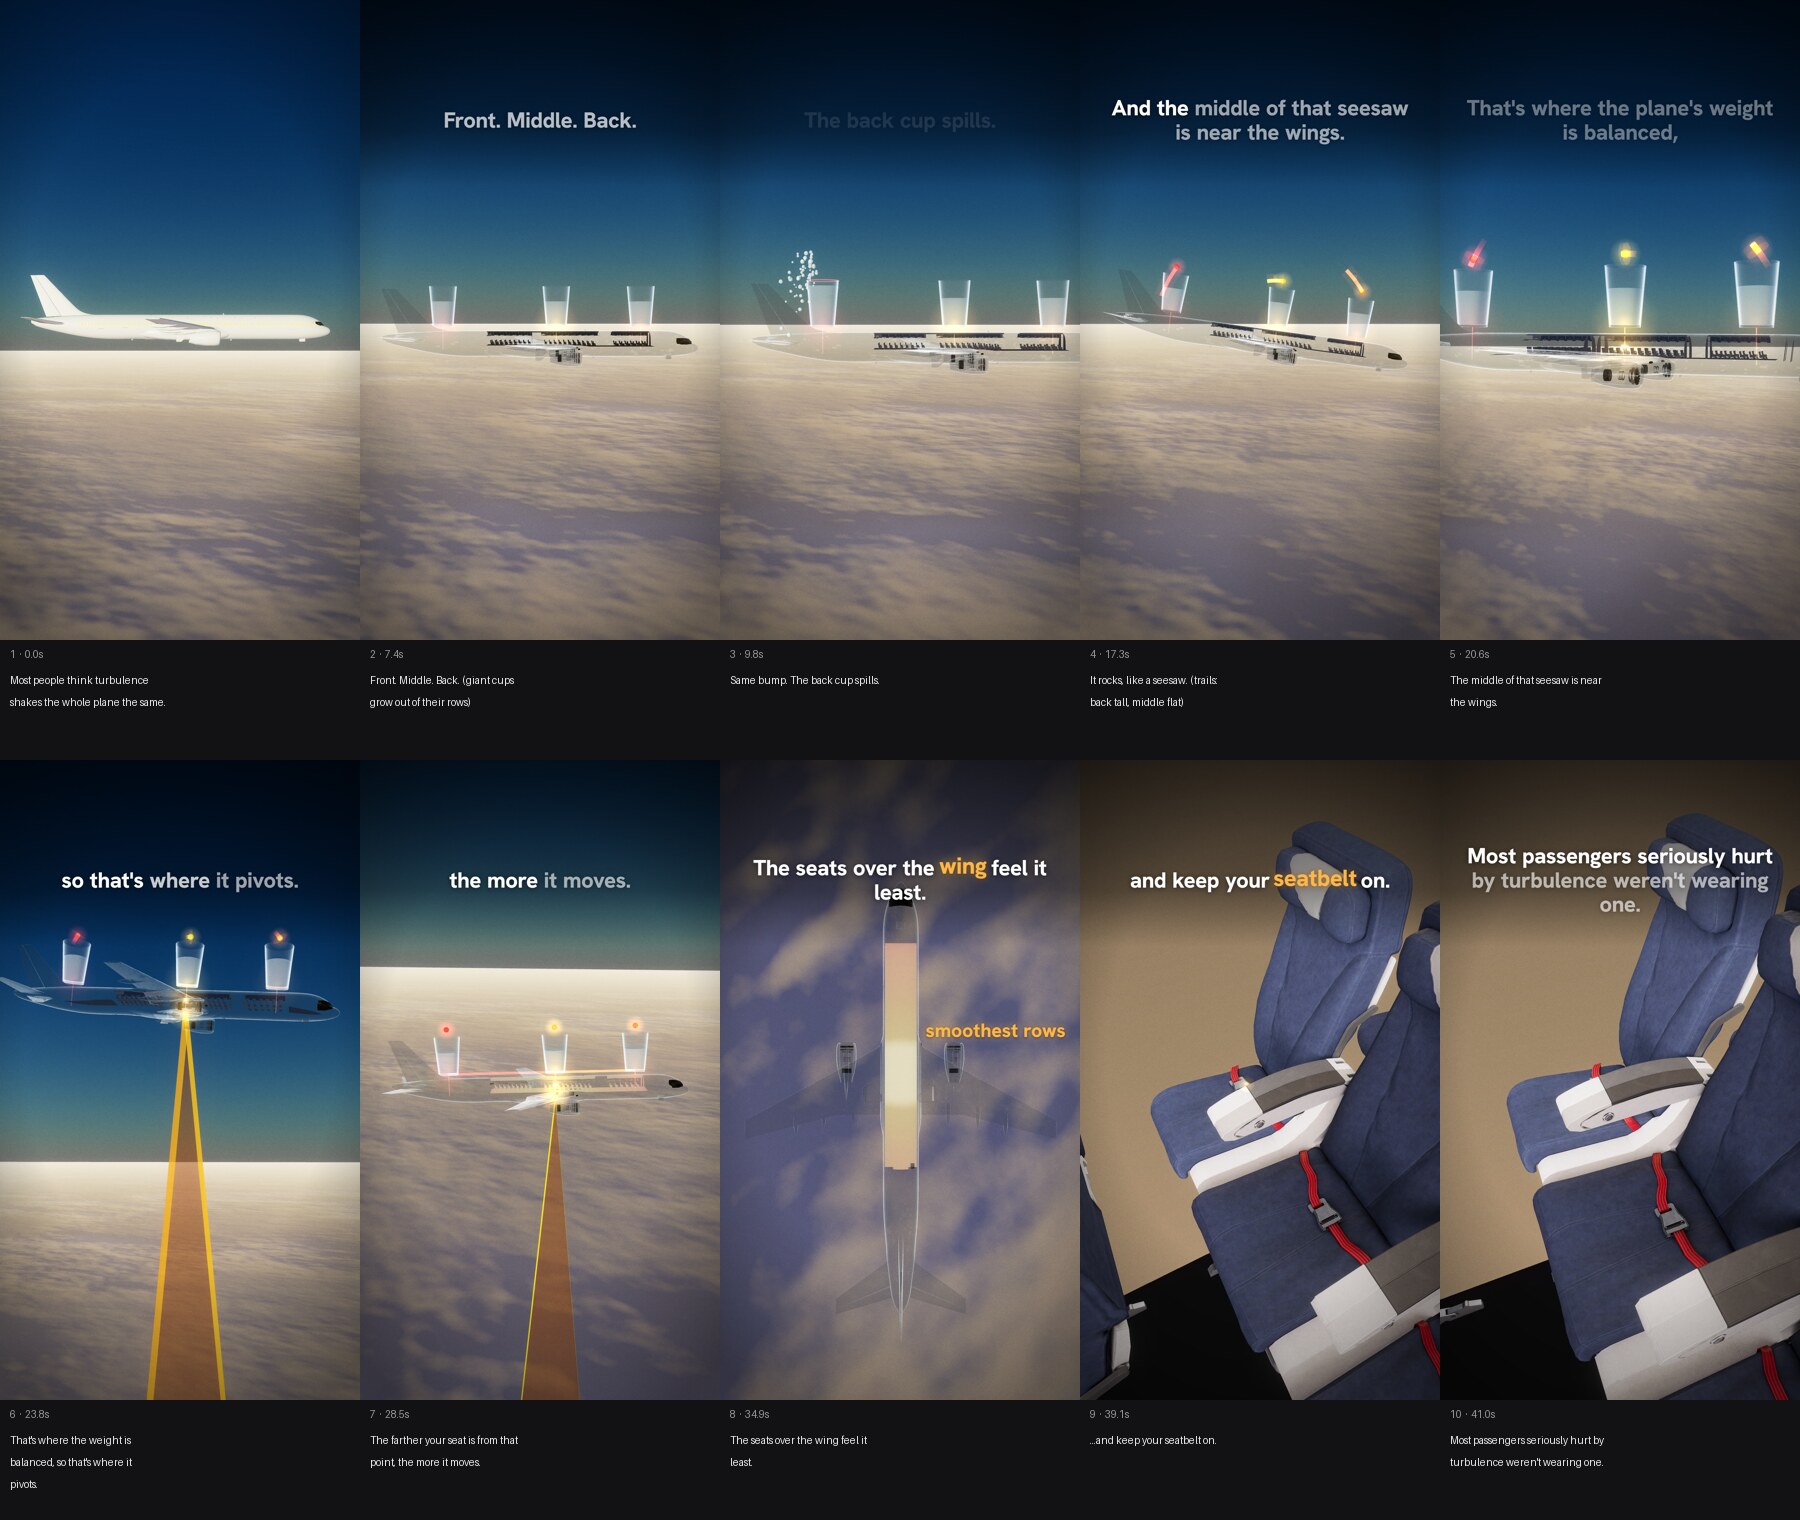 Front. Middle. Back.
The back cup spills.
And the middle of that seesaw
is near the wings.
That's where the plane's weight
is balanced,
1 · 0.0s
Most people think turbulence
shakes the whole plane the same.
2 · 7.4s
Front. Middle. Back. (giant cups
grow out of their rows)
3 · 9.8s
Same bump. The back cup spills.
4 · 17.3s
It rocks, like a seesaw. (trails:
back tall, middle flat)
5 · 20.6s
The middle of that seesaw is near
the wings.
so that's where it pivots.
the more it moves.
The seats over the wing feel it
least.
smoothest rows
and keep your seatbelt on.
Most passengers seriously hurt
by turbulence weren't wearing
one.
6 · 23.8s
That's where the weight is
balanced, so that's where it
pivots.
7 · 28.5s
The farther your seat is from that
point, the more it moves.
8 · 34.9s
The seats over the wing feel it
least.
9 · 39.1s
...and keep your seatbelt on.
10 · 41.0s
Most passengers seriously hurt by
turbulence weren't wearing one.